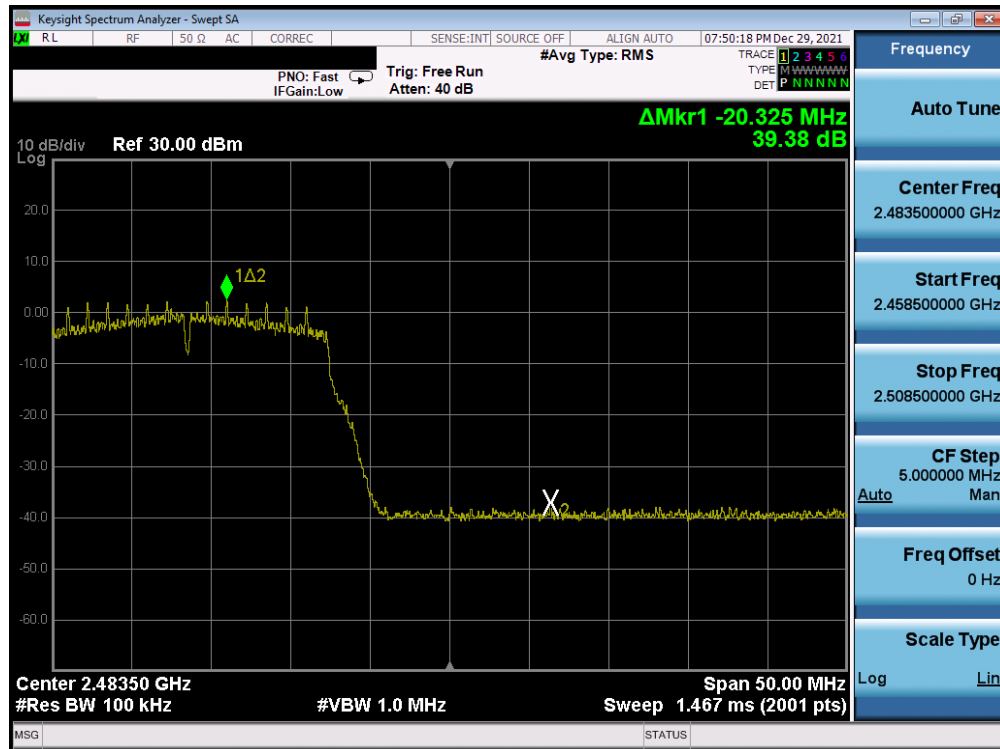 Keysight Spectrum Analyzer - Swept SA
LXI RL RF 50 Ω AC CORREC SENSE:INT SOURCE OFF ALIGN AUTO 07:50:18 PM Dec 29, 2021
#Avg Type: RMS
TRACE 1 2 3 4 5 6
TYPE M WWWWW
DET P N N N N N
PNO: Fast
IFGain:Low
Trig: Free Run
Atten: 40 dB
ΔMkr1 -20.325 MHz
39.38 dB
10 dB/div
Log
Ref 30.00 dBm
20.0
10.0
0.00
-10.0
-20.0
-30.0
-40.0
-50.0
-60.0
1Δ2
X2
Center 2.48350 GHz
Span 50.00 MHz
#Res BW 100 kHz
#VBW 1.0 MHz
Sweep 1.467 ms (2001 pts)
MSG
STATUS
Frequency
Auto Tune
Center Freq
2.483500000 GHz
Start Freq
2.458500000 GHz
Stop Freq
2.508500000 GHz
CF Step
5.000000 MHz
Auto Man
Freq Offset
0 Hz
Scale Type
Log Lin